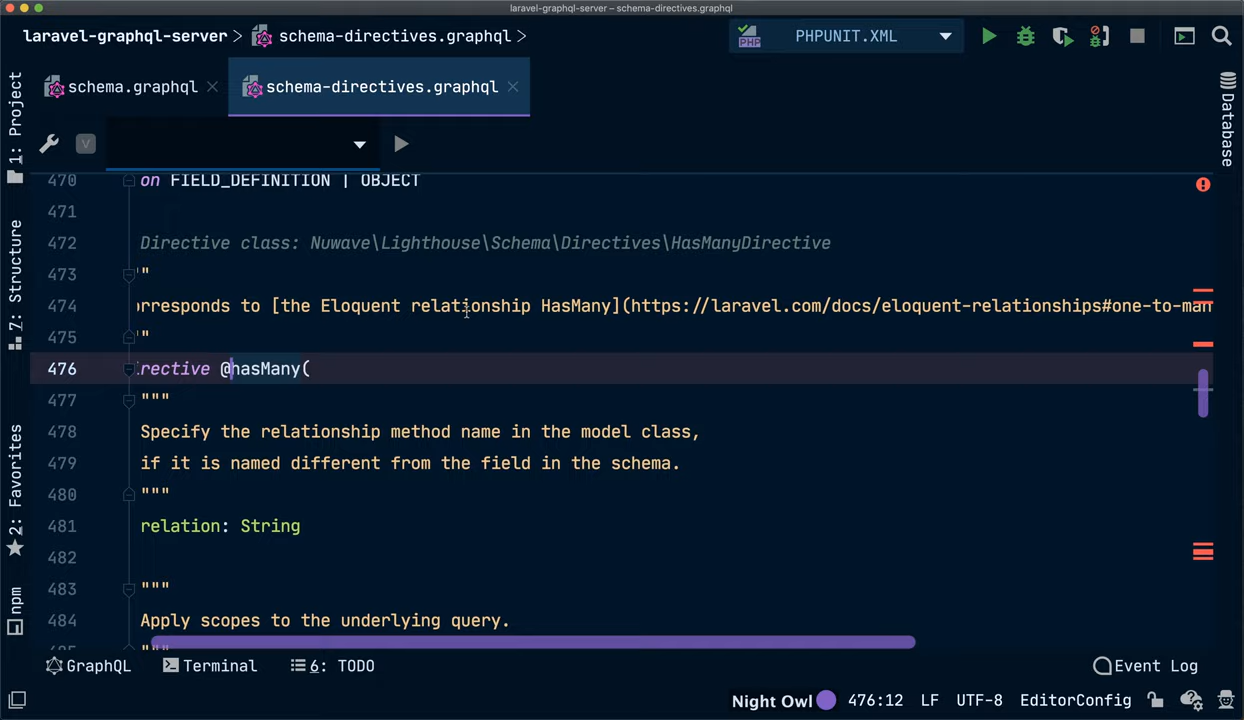 laravel-graphql-server – schema-directives.graphql
laravel-graphql-server > schema-directives.graphql > PHP PHPUNIT.XML
schema.graphql schema-directives.graphql
1: Project
7: Structure
2: Favorites
npm
Database
V
470 on FIELD_DEFINITION | OBJECT
471
472 Directive class: Nuwave\Lighthouse\Schema\Directives\HasManyDirective
473 ""
474 orresponds to [the Eloquent relationship HasMany](https://laravel.com/docs/eloquent-relationships#one-to-man
475 ""
476 irective @hasMany(
477 """
478 Specify the relationship method name in the model class,
479 if it is named different from the field in the schema.
480 """
481 relation: String
482
483 """
484 Apply scopes to the underlying query.
GraphQL Terminal 6: TODO Event Log
Night Owl 476:12 LF UTF-8 EditorConfig